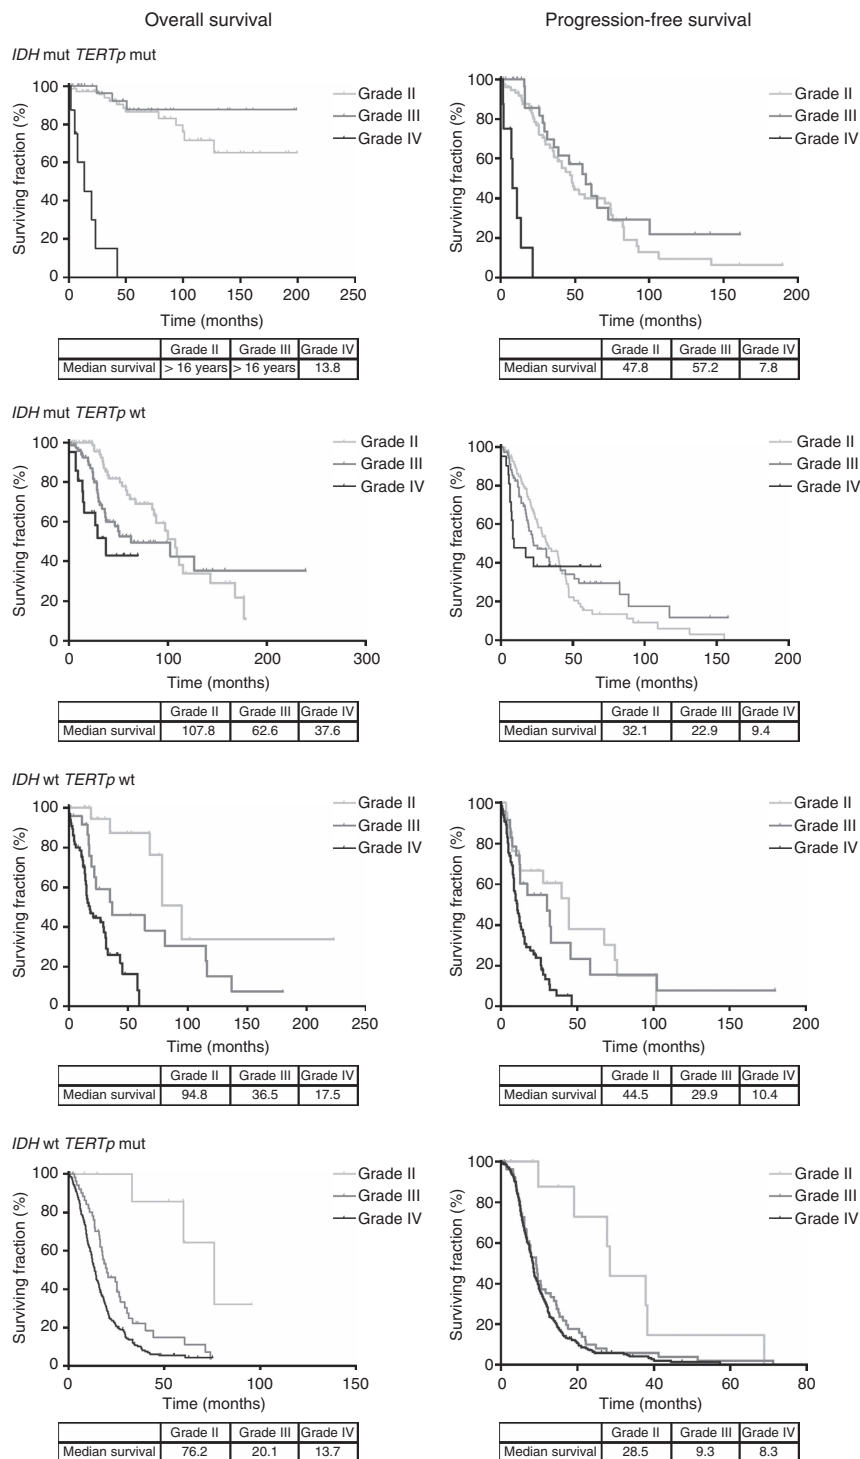 Overall survival
Progression-free survival
IDH mut TERTp mut
Surviving fraction (%)
100
80
60
40
20
0
0 50 100 150 200 250
Time (months)
Grade II
Grade III
Grade IV
Grade II Grade III Grade IV
Median survival > 16 years > 16 years 13.8
Surviving fraction (%)
100
80
60
40
20
0
0 50 100 150 200
Time (months)
Grade II
Grade III
Grade IV
Grade II Grade III Grade IV
Median survival 47.8 57.2 7.8
IDH mut TERTp wt
Surviving fraction (%)
100
80
60
40
20
0
0 100 200 300
Time (months)
Grade II
Grade III
Grade IV
Grade II Grade III Grade IV
Median survival 107.8 62.6 37.6
Surviving fraction (%)
100
80
60
40
20
0
0 50 100 150 200
Time (months)
Grade II
Grade III
Grade IV
Grade II Grade III Grade IV
Median survival 32.1 22.9 9.4
IDH wt TERTp wt
Surviving fraction (%)
100
80
60
40
20
0
0 50 100 150 200 250
Time (months)
Grade II
Grade III
Grade IV
Grade II Grade III Grade IV
Median survival 94.8 36.5 17.5
Surviving fraction (%)
100
80
60
40
20
0
0 50 100 150 200
Time (months)
Grade II
Grade III
Grade IV
Grade II Grade III Grade IV
Median survival 44.5 29.9 10.4
IDH wt TERTp mut
Surviving fraction (%)
100
80
60
40
20
0
0 50 100 150
Time (months)
Grade II
Grade III
Grade IV
Grade II Grade III Grade IV
Median survival 76.2 20.1 13.7
Surviving fraction (%)
100
80
60
40
20
0
0 20 40 60 80
Time (months)
Grade II
Grade III
Grade IV
Grade II Grade III Grade IV
Median survival 28.5 9.3 8.3